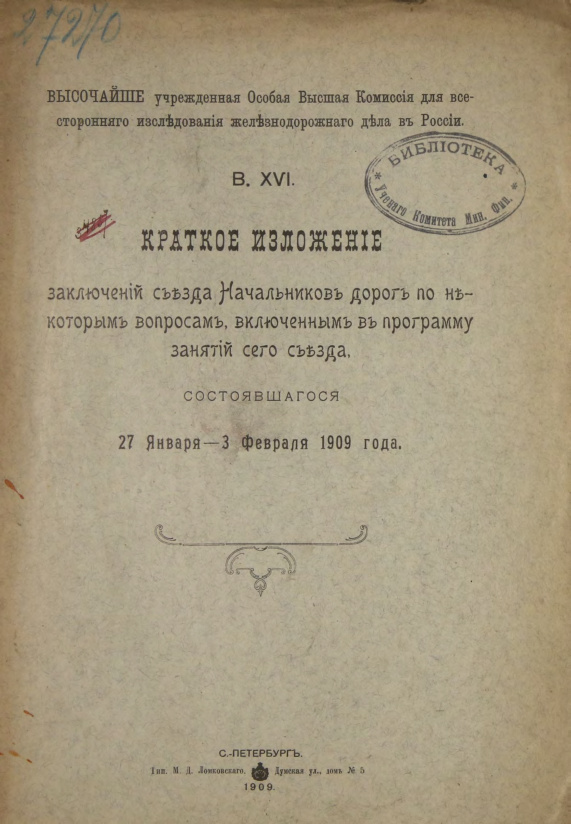 27270
ВЫСОЧАЙШЕ учрежденная Особая Высшая Комиссія для все-
сторонняго изслѣдованія желѣзнодорожнаго дѣла въ Россіи.
В. XVI.
* БИБЛІОТЕКА *
Ученаго Комитета Мин. Фин.
КРАТКОЕ ИЗЛОЖЕНІЕ
заключеній съѣзда Начальниковъ дорогъ по нѣ-
которымъ вопросамъ, включеннымъ въ программу
занятій сего съѣзда,
СОСТОЯВШАГОСЯ
27 Января—3 Февраля 1909 года.
С.-ПЕТЕРБУРГЪ.
Тип. М. Д. Ломковскаго. Думская ул., домъ № 5
1909.